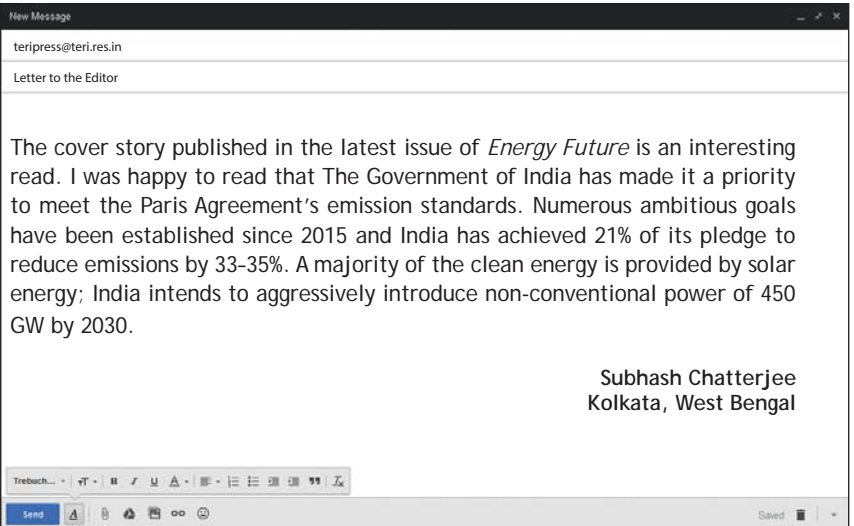 New Message
teripress@teri.res.in
Letter to the Editor
The cover story published in the latest issue of Energy Future is an interesting
read. I was happy to read that The Government of India has made it a priority
to meet the Paris Agreement's emission standards. Numerous ambitious goals
have been established since 2015 and India has achieved 21% of its pledge to
reduce emissions by 33–35%. A majority of the clean energy is provided by solar
energy; India intends to aggressively introduce non-conventional power of 450
GW by 2030.
Subhash Chatterjee
Kolkata, West Bengal
Trebuch...
Send
Saved